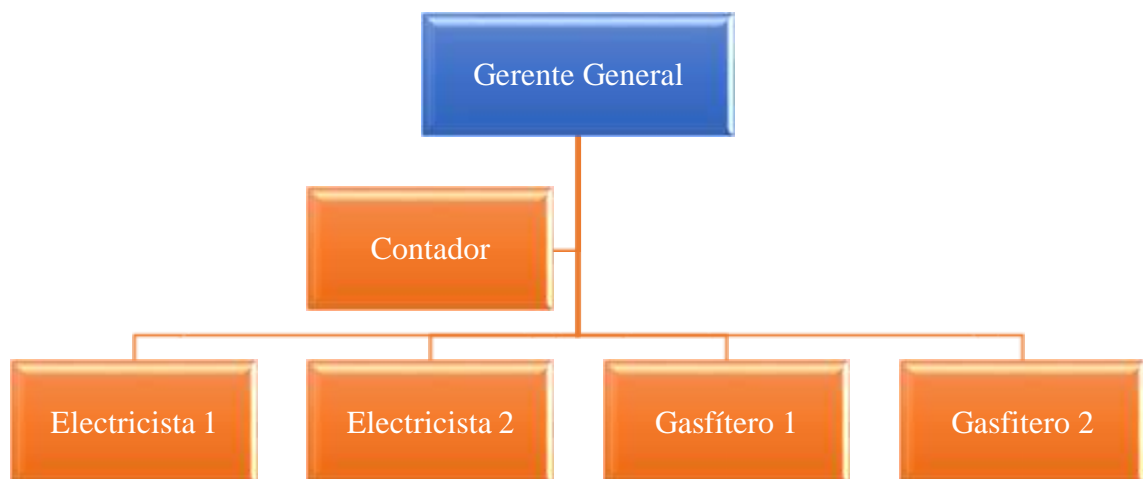 Gerente General
Contador
Electricista 1
Electricista 2
Gasfítero 1
Gasfitero 2